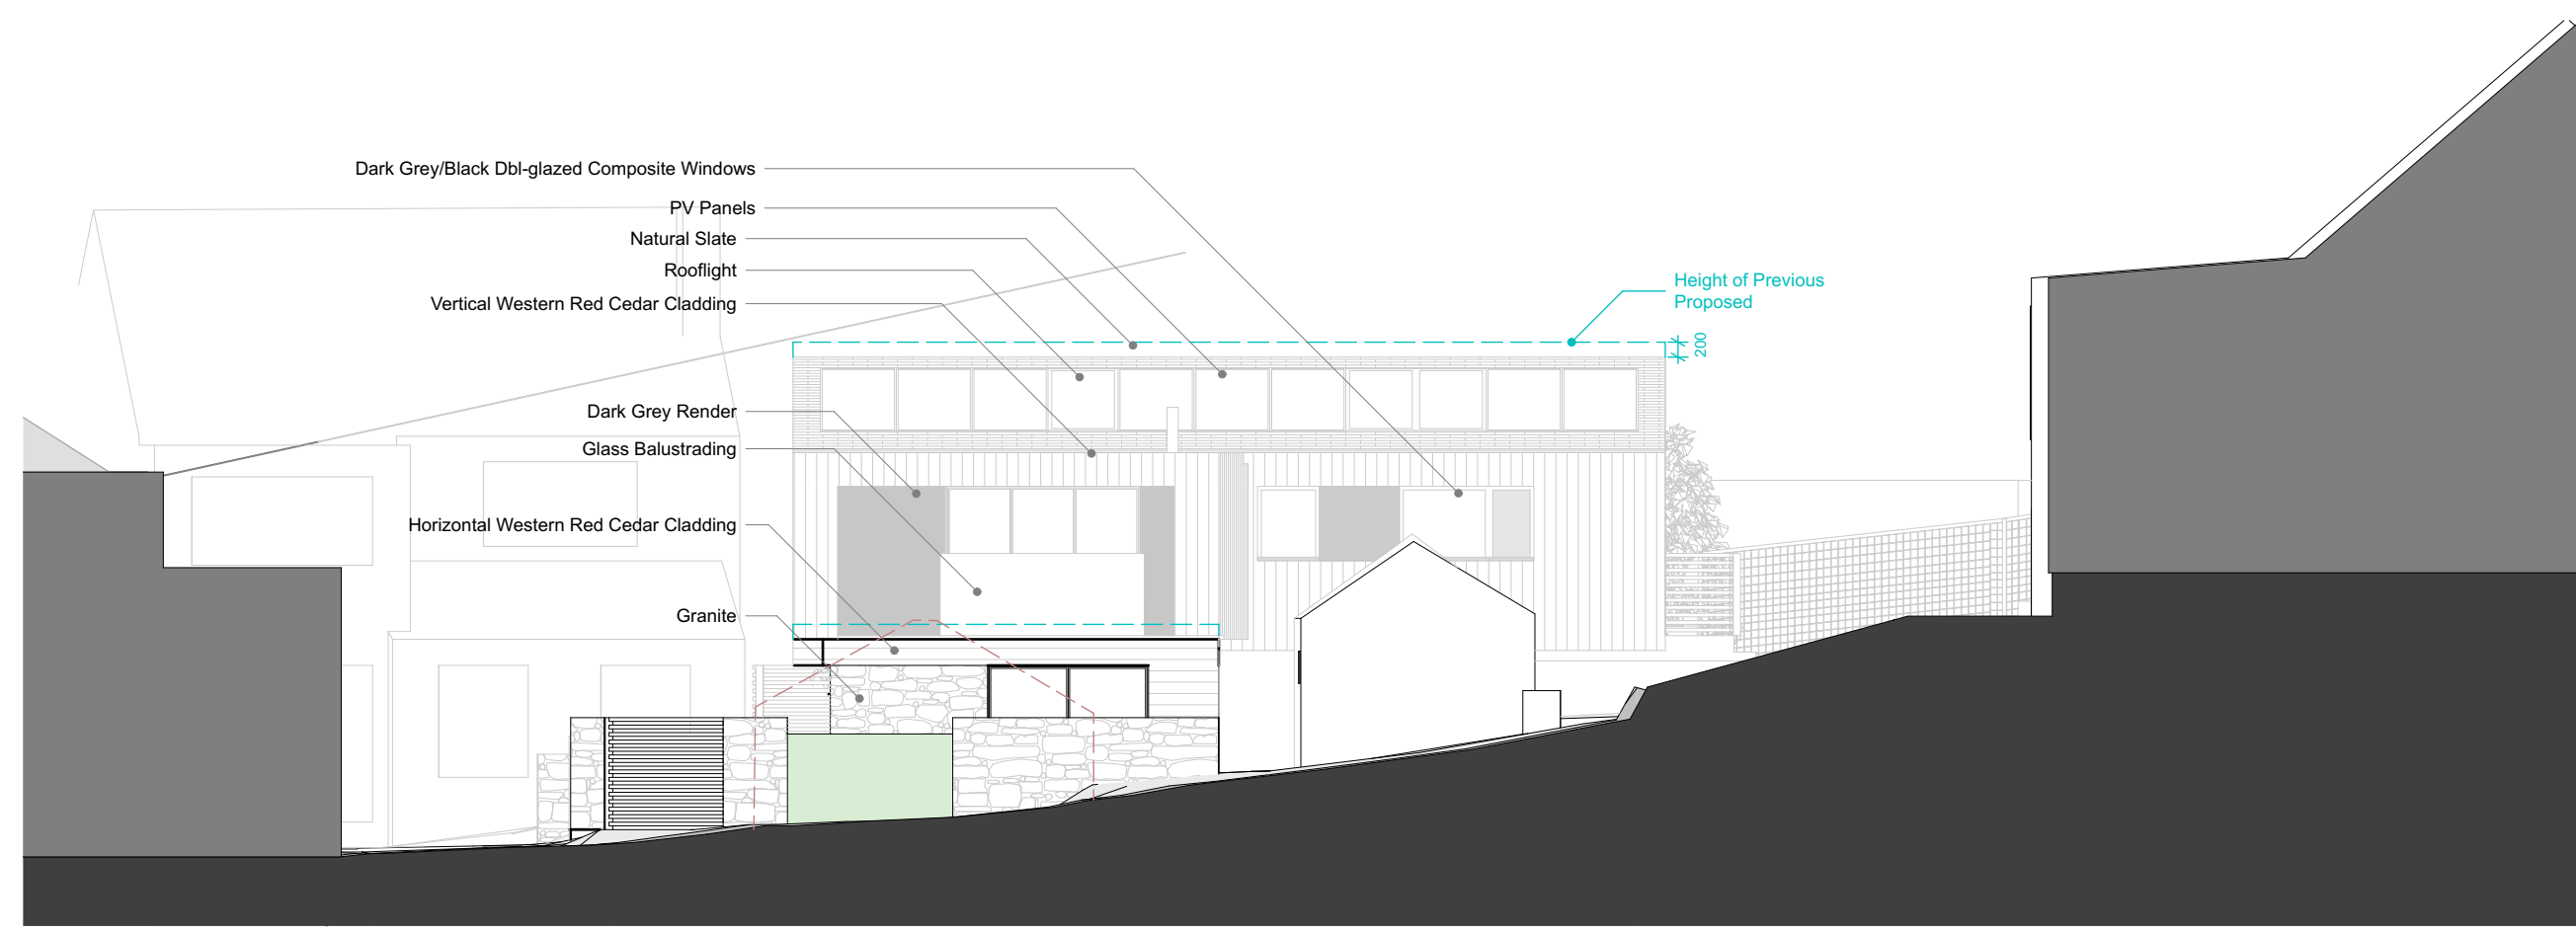 Dark Grey/Black Dbl-glazed Composite Windows
PV Panels
Natural Slate
Rooflight
Vertical Western Red Cedar Cladding
Height of Previous
Proposed
200
Dark Grey Render
Glass Balustrading
Horizontal Western Red Cedar Cladding
Granite